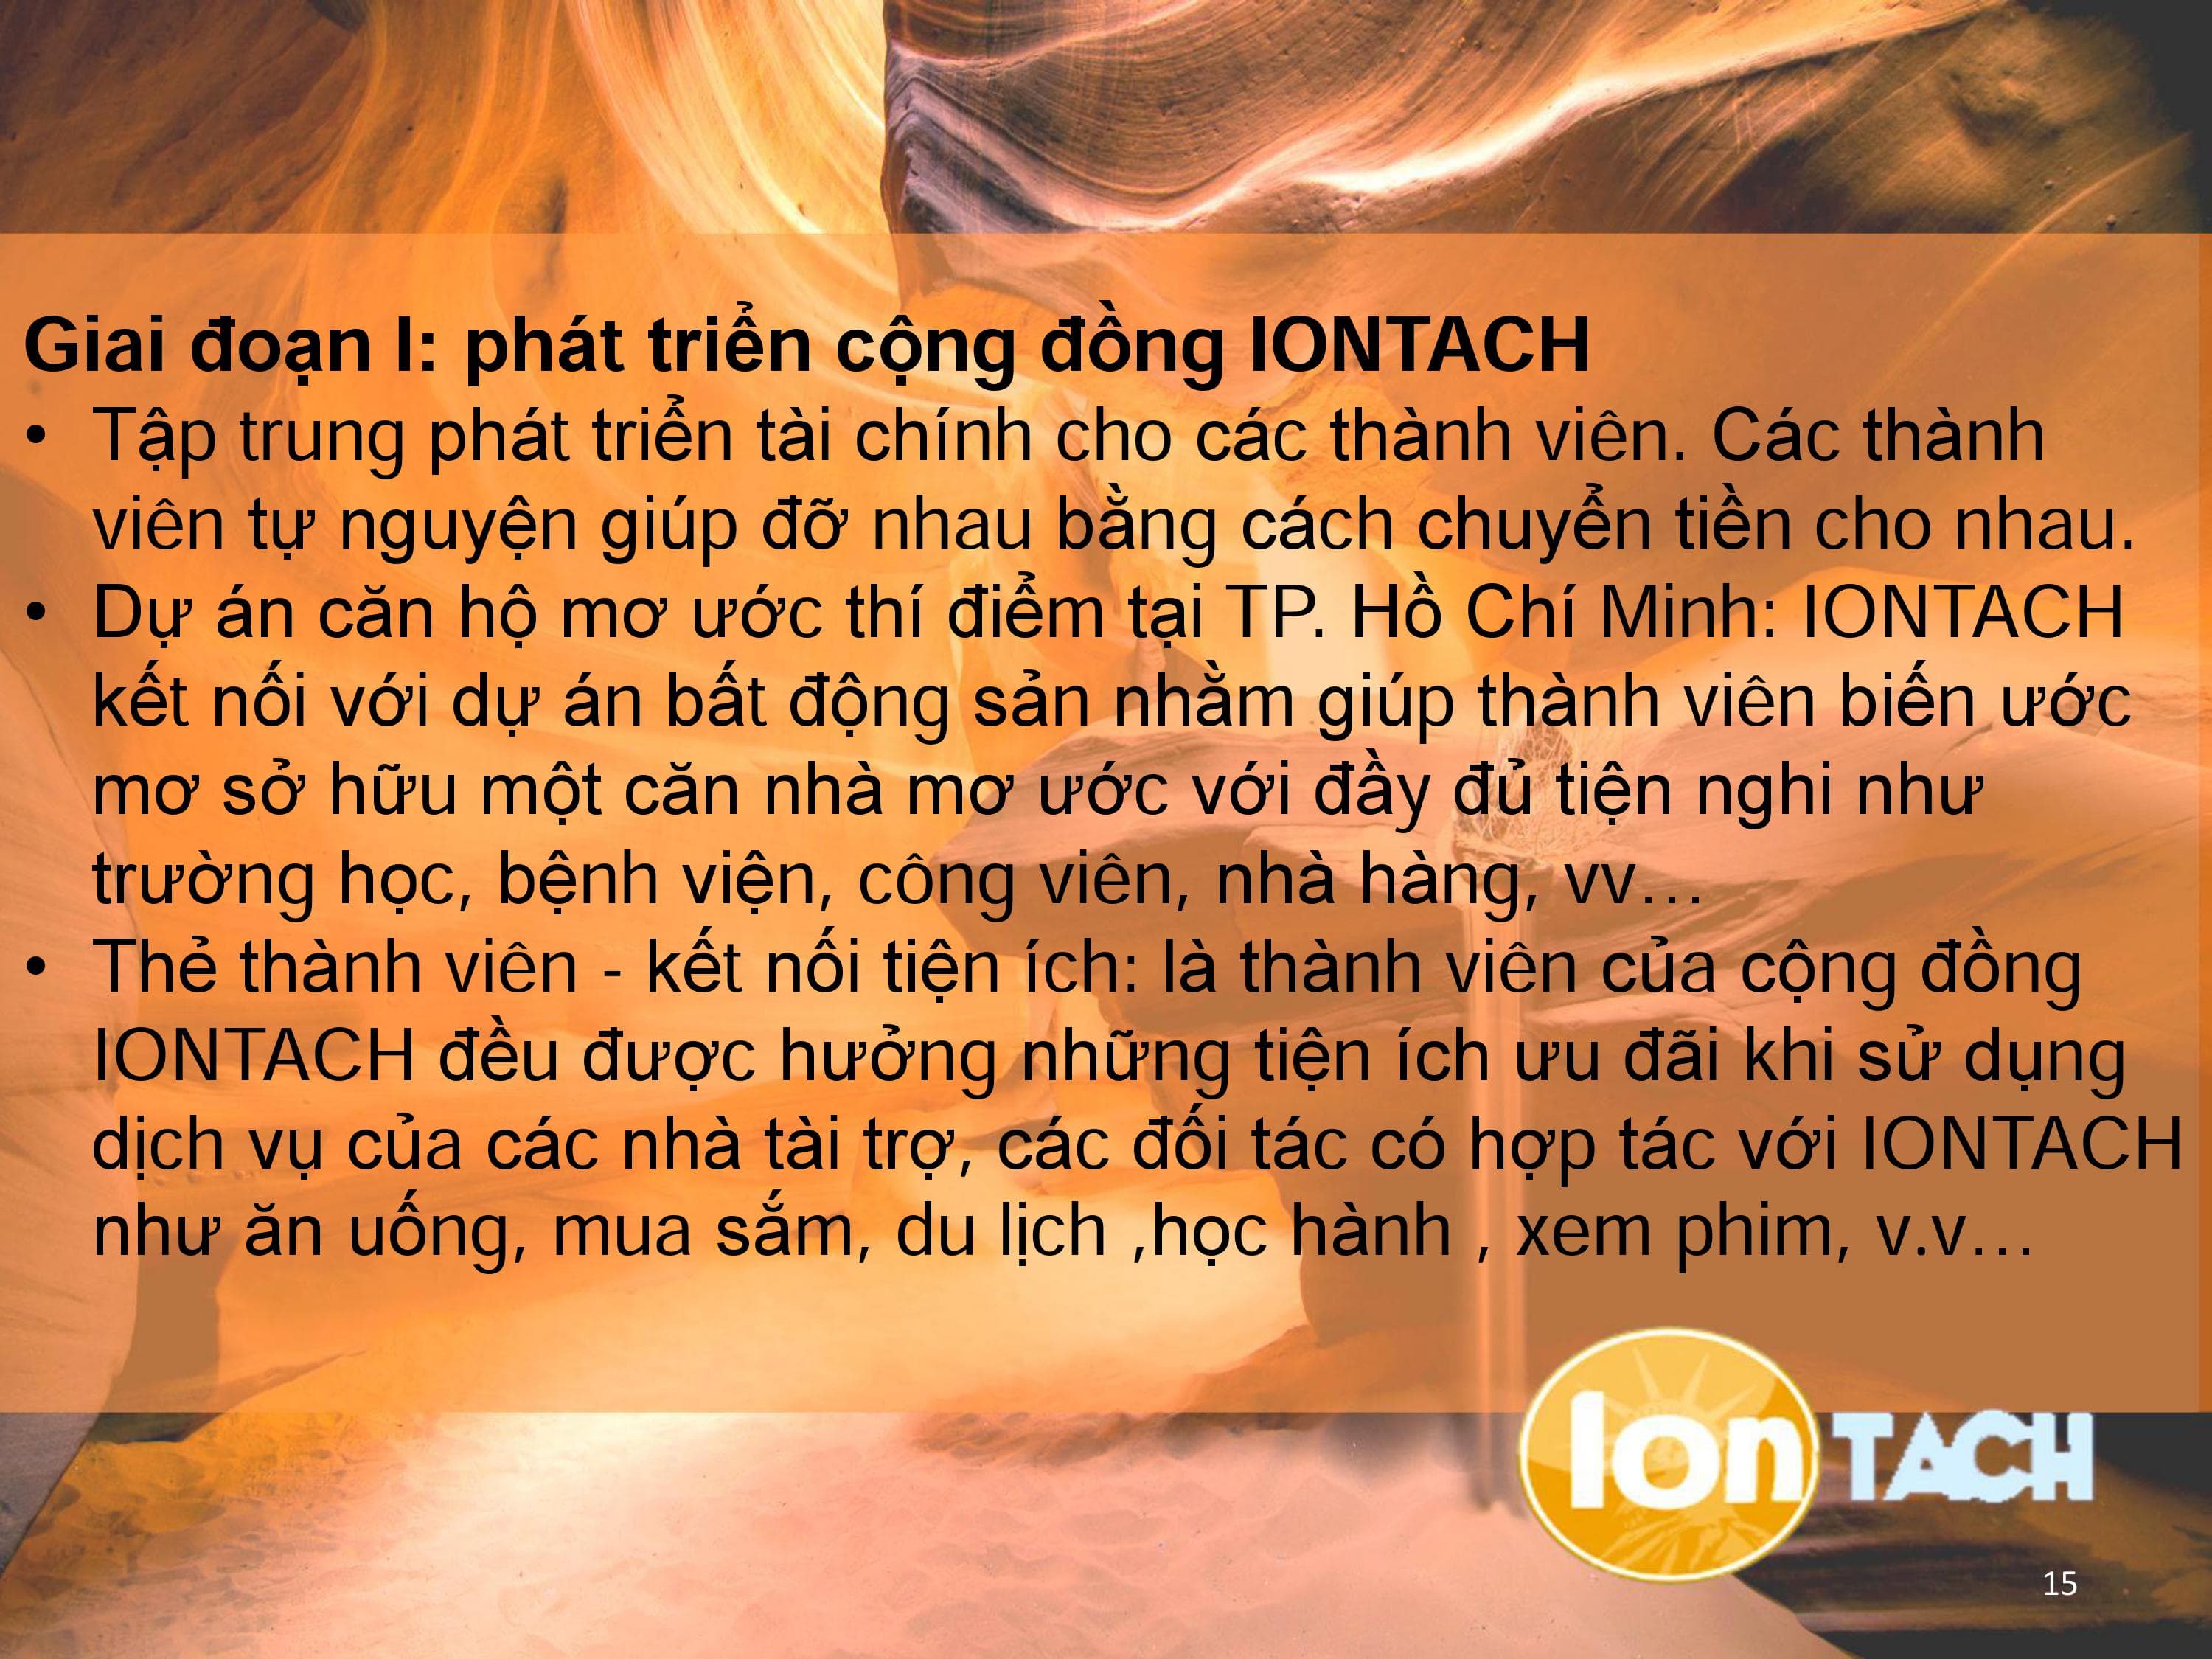 Giai đoạn I: phát triển cộng đồng IONTACH
• Tập trung phát triển tài chính cho các thành viên. Các thành
viên tự nguyện giúp đỡ nhau bằng cách chuyển tiền cho nhau.
• Dự án căn hộ mơ ước thí điểm tại TP. Hồ Chí Minh: IONTACH
kết nối với dự án bất động sản nhằm giúp thành viên biến ước
mơ sở hữu một căn nhà mơ ước với đầy đủ tiện nghi như
trường học, bệnh viện, công viên, nhà hàng, vv…
• Thẻ thành viên - kết nối tiện ích: là thành viên của cộng đồng
IONTACH đều được hưởng những tiện ích ưu đãi khi sử dụng
dịch vụ của các nhà tài trợ, các đối tác có hợp tác với IONTACH
như ăn uống, mua sắm, du lịch ,học hành , xem phim, v.v…
Ion TACH
15